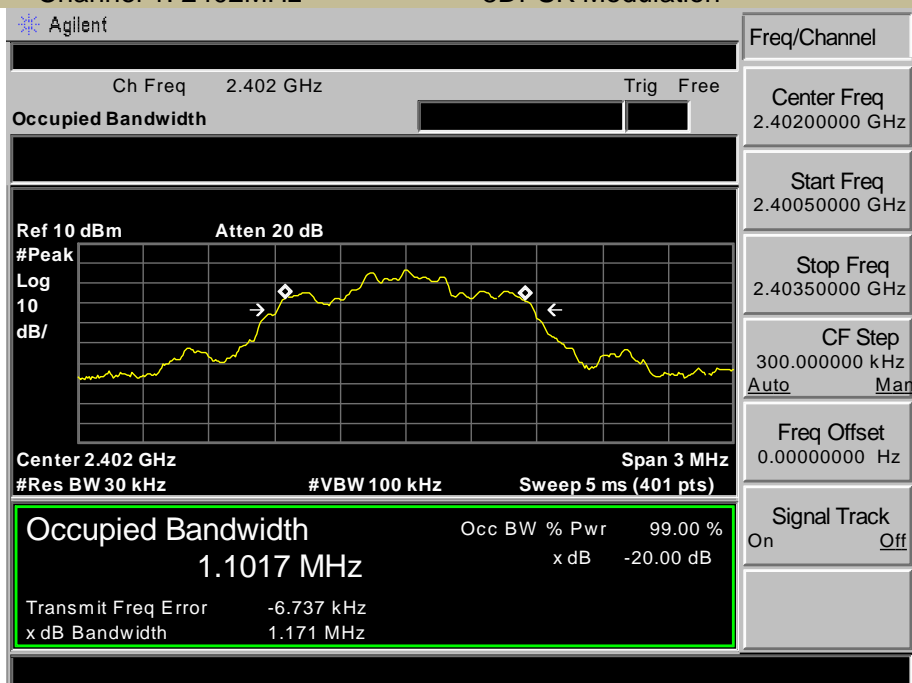 Agilent
Freq/Channel
Ch Freq 2.402 GHz Trig Free
Occupied Bandwidth
Center Freq
2.40200000 GHz
Start Freq
2.40050000 GHz
Stop Freq
2.40350000 GHz
CF Step
300.000000 kHz
Auto Man
Freq Offset
0.00000000 Hz
Signal Track
On Off
Ref 10 dBm Atten 20 dB
#Peak
Log
10
dB/
Center 2.402 GHz Span 3 MHz
#Res BW 30 kHz #VBW 100 kHz Sweep 5 ms (401 pts)
Occupied Bandwidth Occ BW % Pwr 99.00 %
1.1017 MHz x dB -20.00 dB
Transmit Freq Error -6.737 kHz
x dB Bandwidth 1.171 MHz